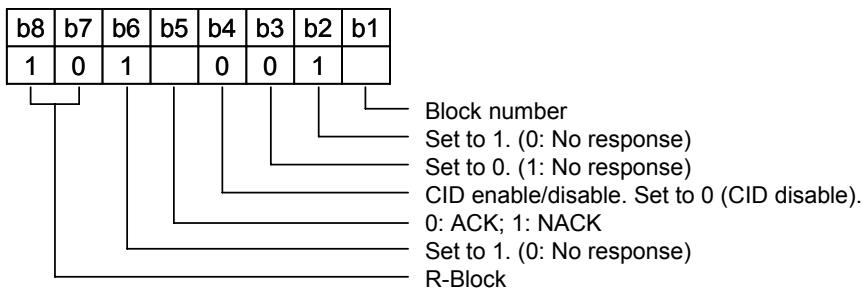 b8 b7 b6 b5 b4 b3 b2 b1
1 0 1 0 0 1
Block number
Set to 1. (0: No response)
Set to 0. (1: No response)
CID enable/disable. Set to 0 (CID disable).
0: ACK; 1: NACK
Set to 1. (0: No response)
R-Block